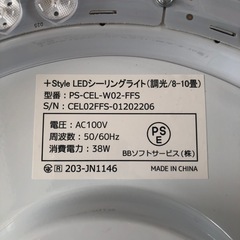 +Style LEDシーリングライト(調光/8-10畳)
型番：PS-CEL-W02-FFS
S/N：CEL02FFS-01202206
電圧：AC100V
周波数：50/60Hz
消費電力：38W
PSE
BBソフトサービス(株)
R 203-JN1146
MADE IN CHINA